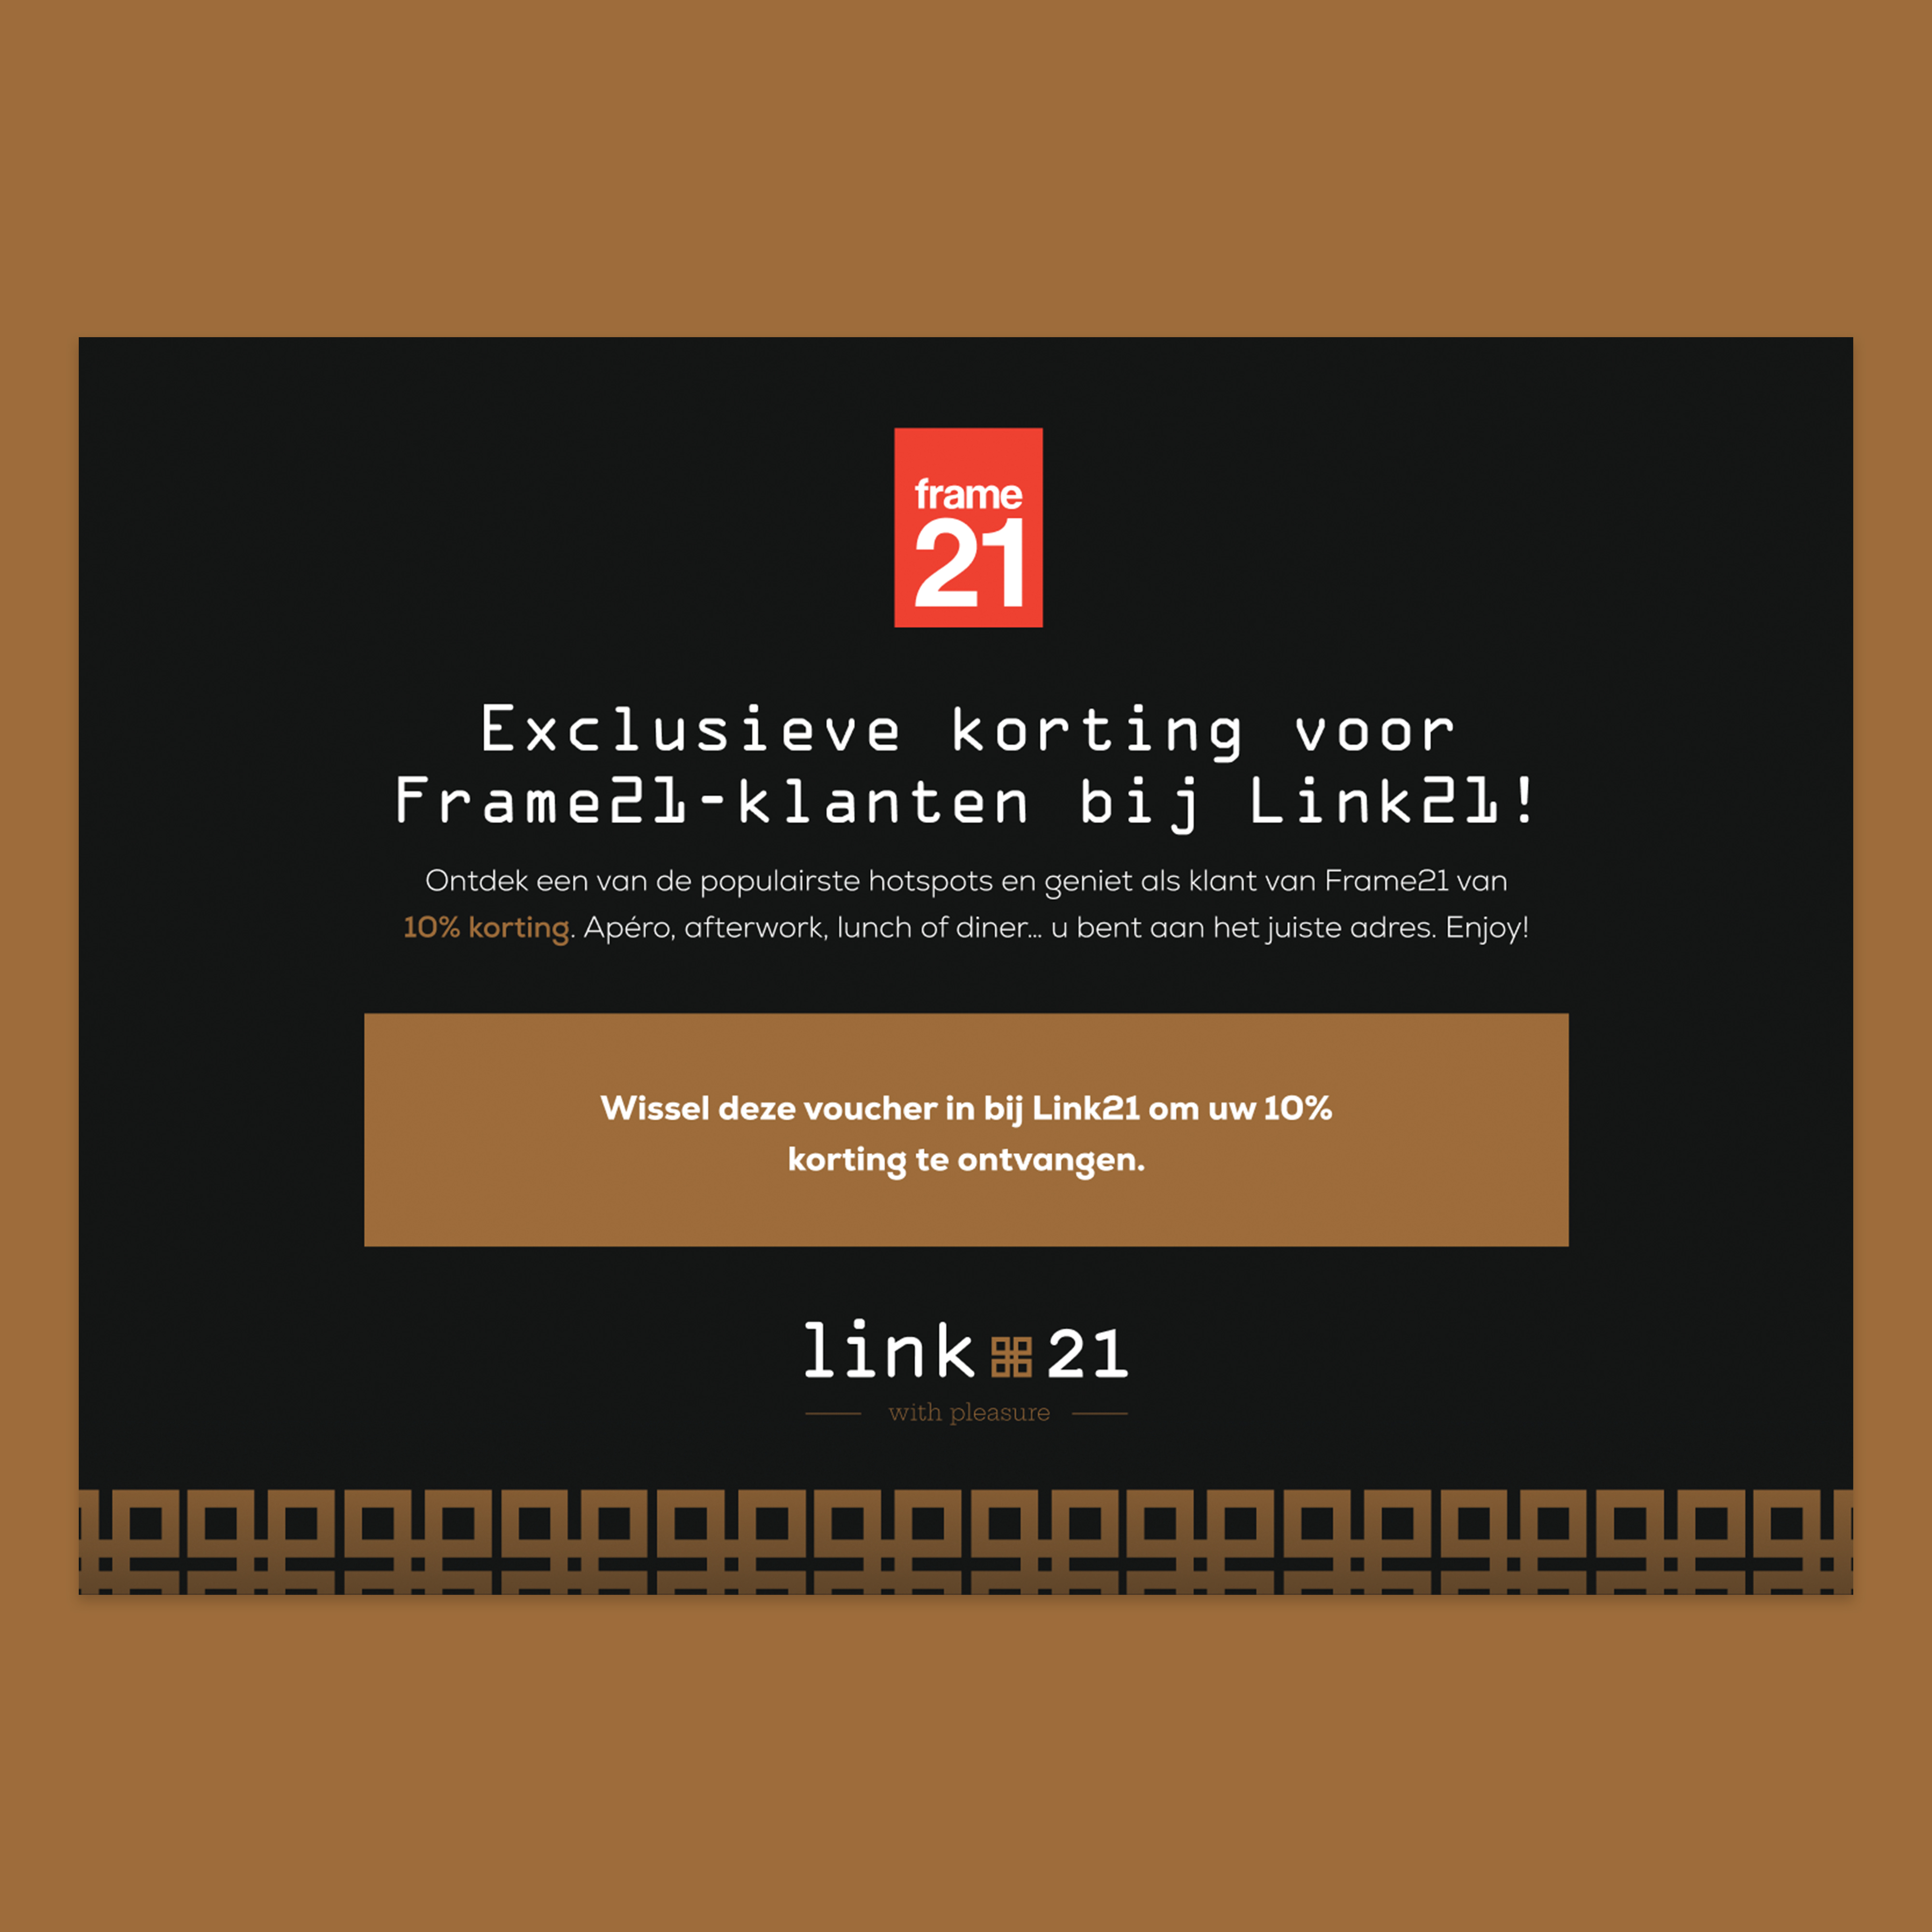 frame
21
Exclusieve korting voor
Frame21-klanten bij Link21!
Ontdek een van de populairste hotspots en geniet als klant van Frame21 van
10% korting. Apéro, afterwork, lunch of diner... u bent aan het juiste adres. Enjoy!
Wissel deze voucher in bij Link21 om uw 10%
korting te ontvangen.
link 21
with pleasure